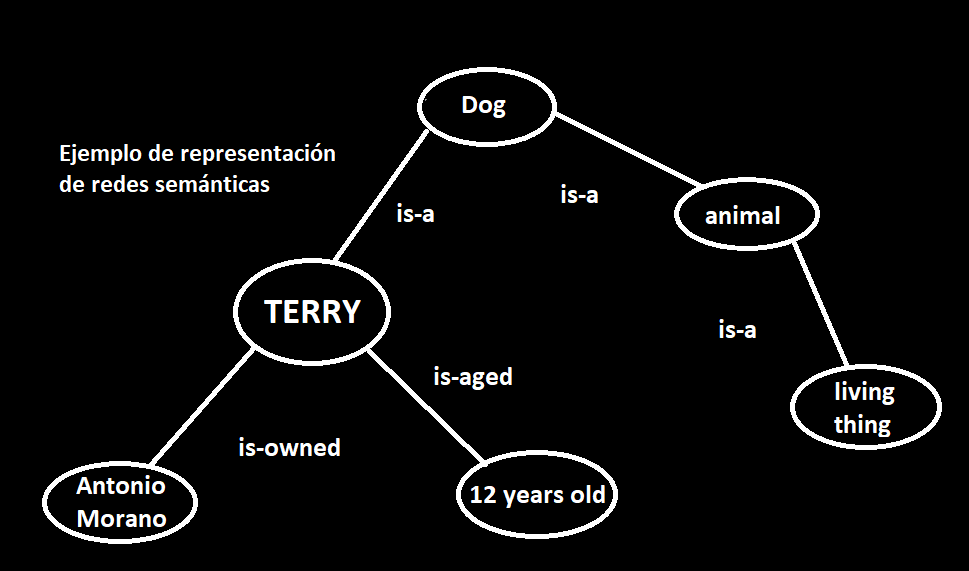 Dog
Ejemplo de representación
de redes semánticas
is-a
is-a
animal
TERRY
is-a
is-aged
living
thing
is-owned
Antonio
Morano
12 years old